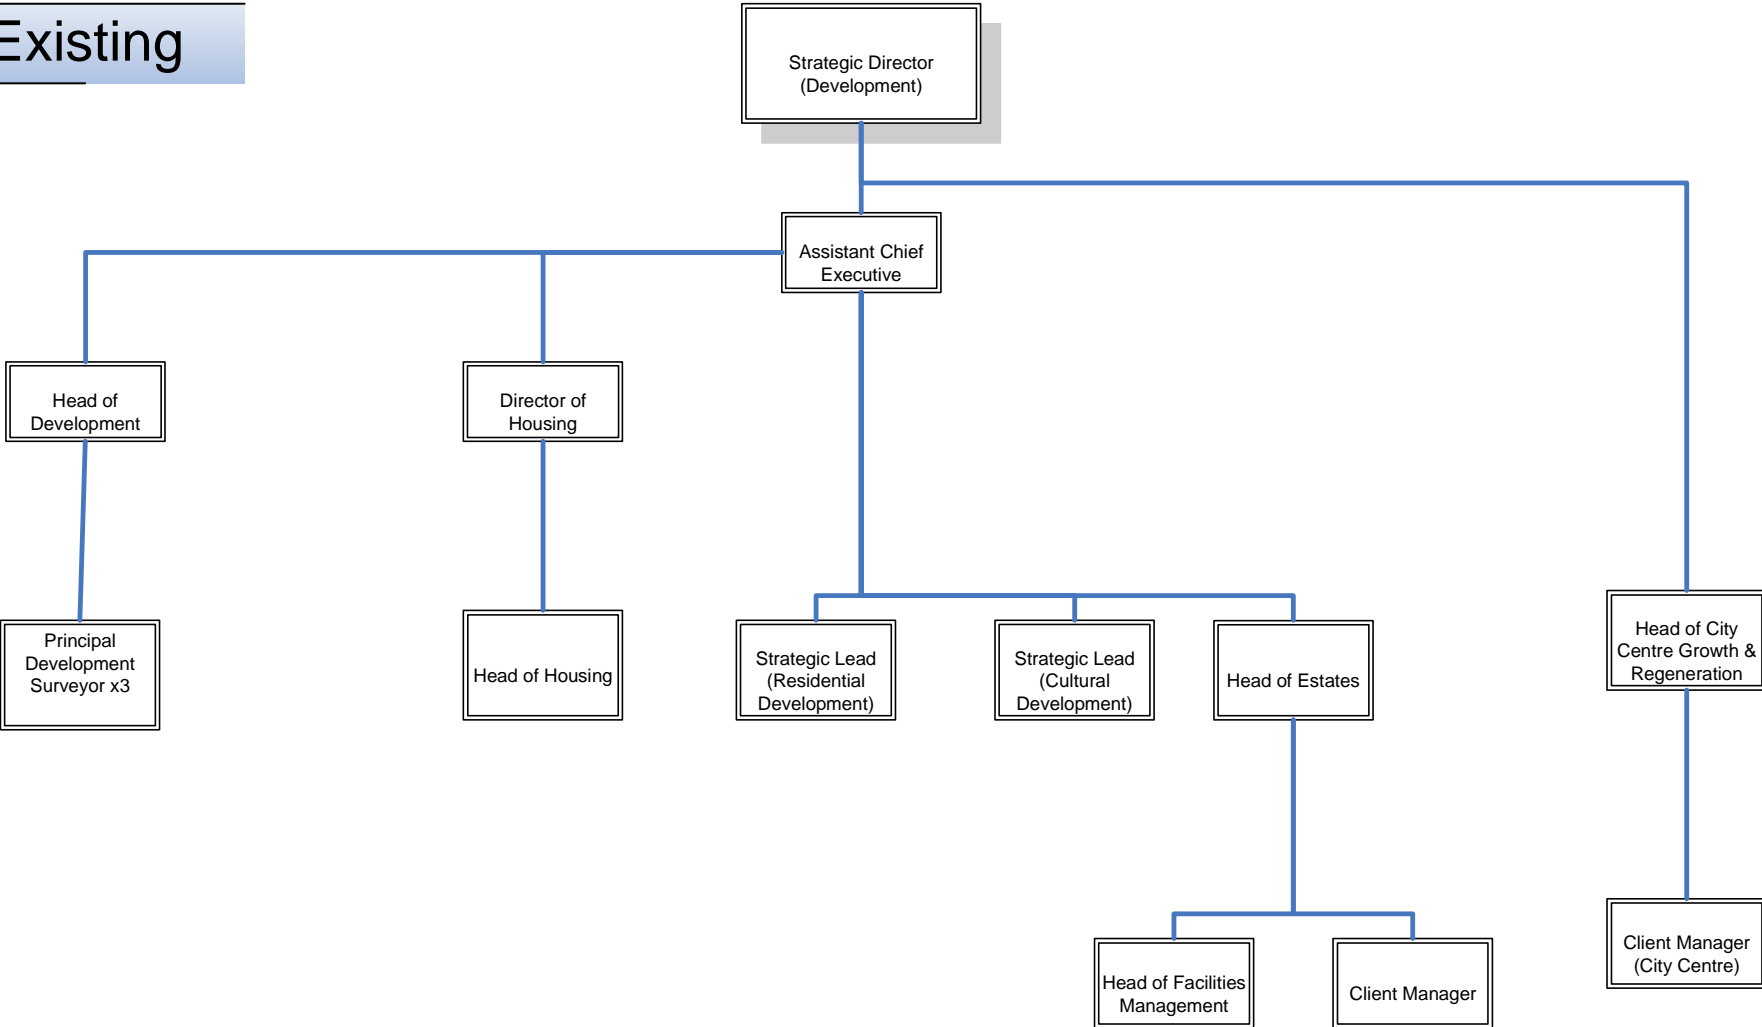 Existing
Strategic Director
(Development)
Assistant Chief
Executive
Head of
Development
Director of
Housing
Principal
Development
Surveyor x3
Head of Housing
Strategic Lead
(Residential
Development)
Strategic Lead
(Cultural
Development)
Head of Estates
Head of City
Centre Growth &
Regeneration
Head of Facilities
Management
Client Manager
Client Manager
(City Centre)